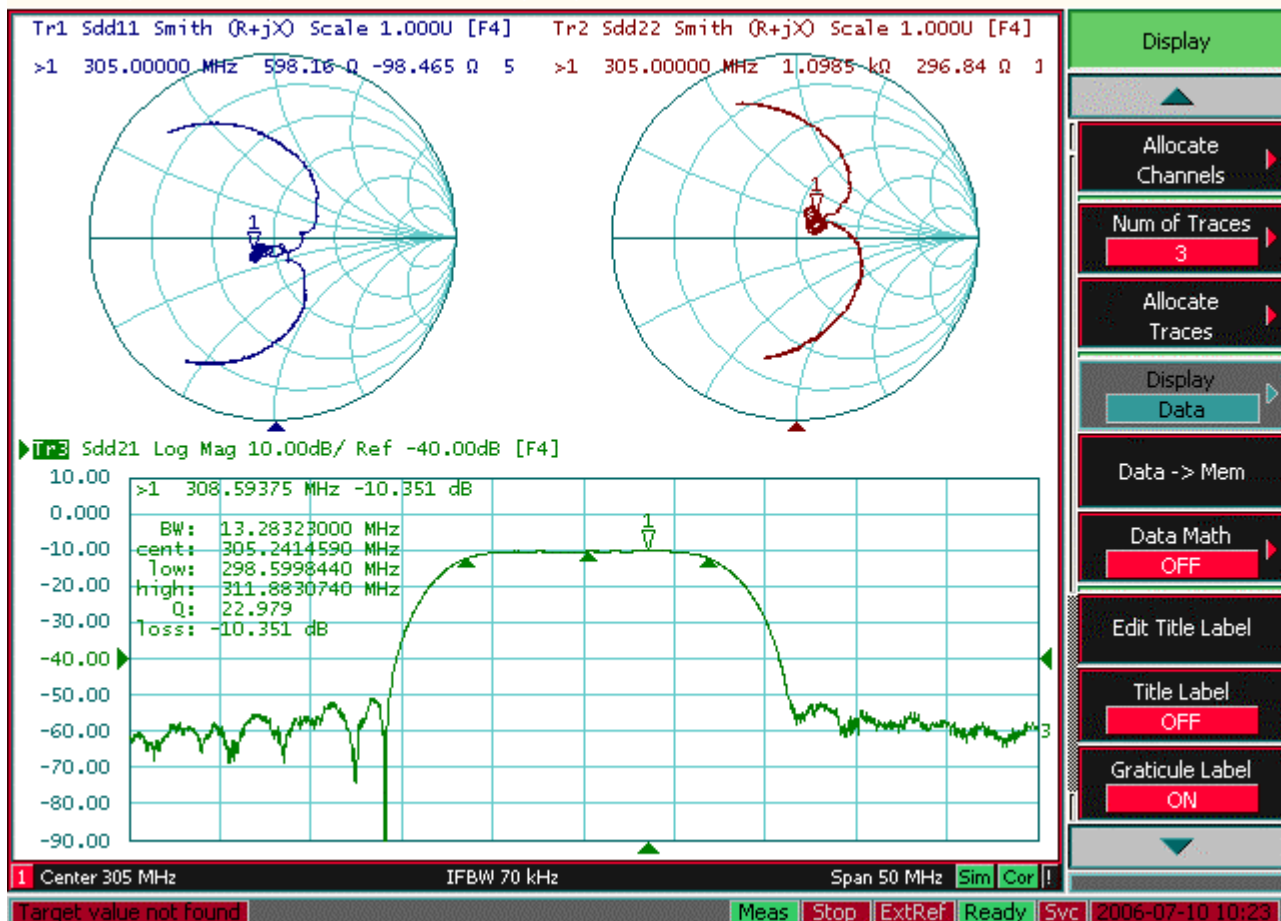 Tr1 Sdd11 Smith (R+jX) Scale 1.000U [F4]
>1 305.00000 MHz 598.16 Ω -98.465 Ω 5
1
Tr2 Sdd22 Smith (R+jX) Scale 1.000U [F4]
>1 305.00000 MHz 1.0985 kΩ 296.84 Ω 1
1
Tr3 Sdd21 Log Mag 10.00dB/ Ref -40.00dB [F4]
10.00
0.000
-10.00
-20.00
-30.00
-40.00
-50.00
-60.00
-70.00
-80.00
-90.00
>1 308.59375 MHz -10.351 dB
BW: 13.28323000 MHz
cent: 305.2414590 MHz
low: 298.5998440 MHz
high: 311.8830740 MHz
Q: 22.979
loss: -10.351 dB
1
3
1 Center 305 MHz IFBW 70 kHz Span 50 MHz Sim Cor !
Target value not found Meas Stop ExtRef Ready Svc 2006-07-10 10:23
Display
Allocate
Channels
Num of Traces
3
Allocate
Traces
Display
Data
Data -> Mem
Data Math
OFF
Edit Title Label
Title Label
OFF
Graticule Label
ON